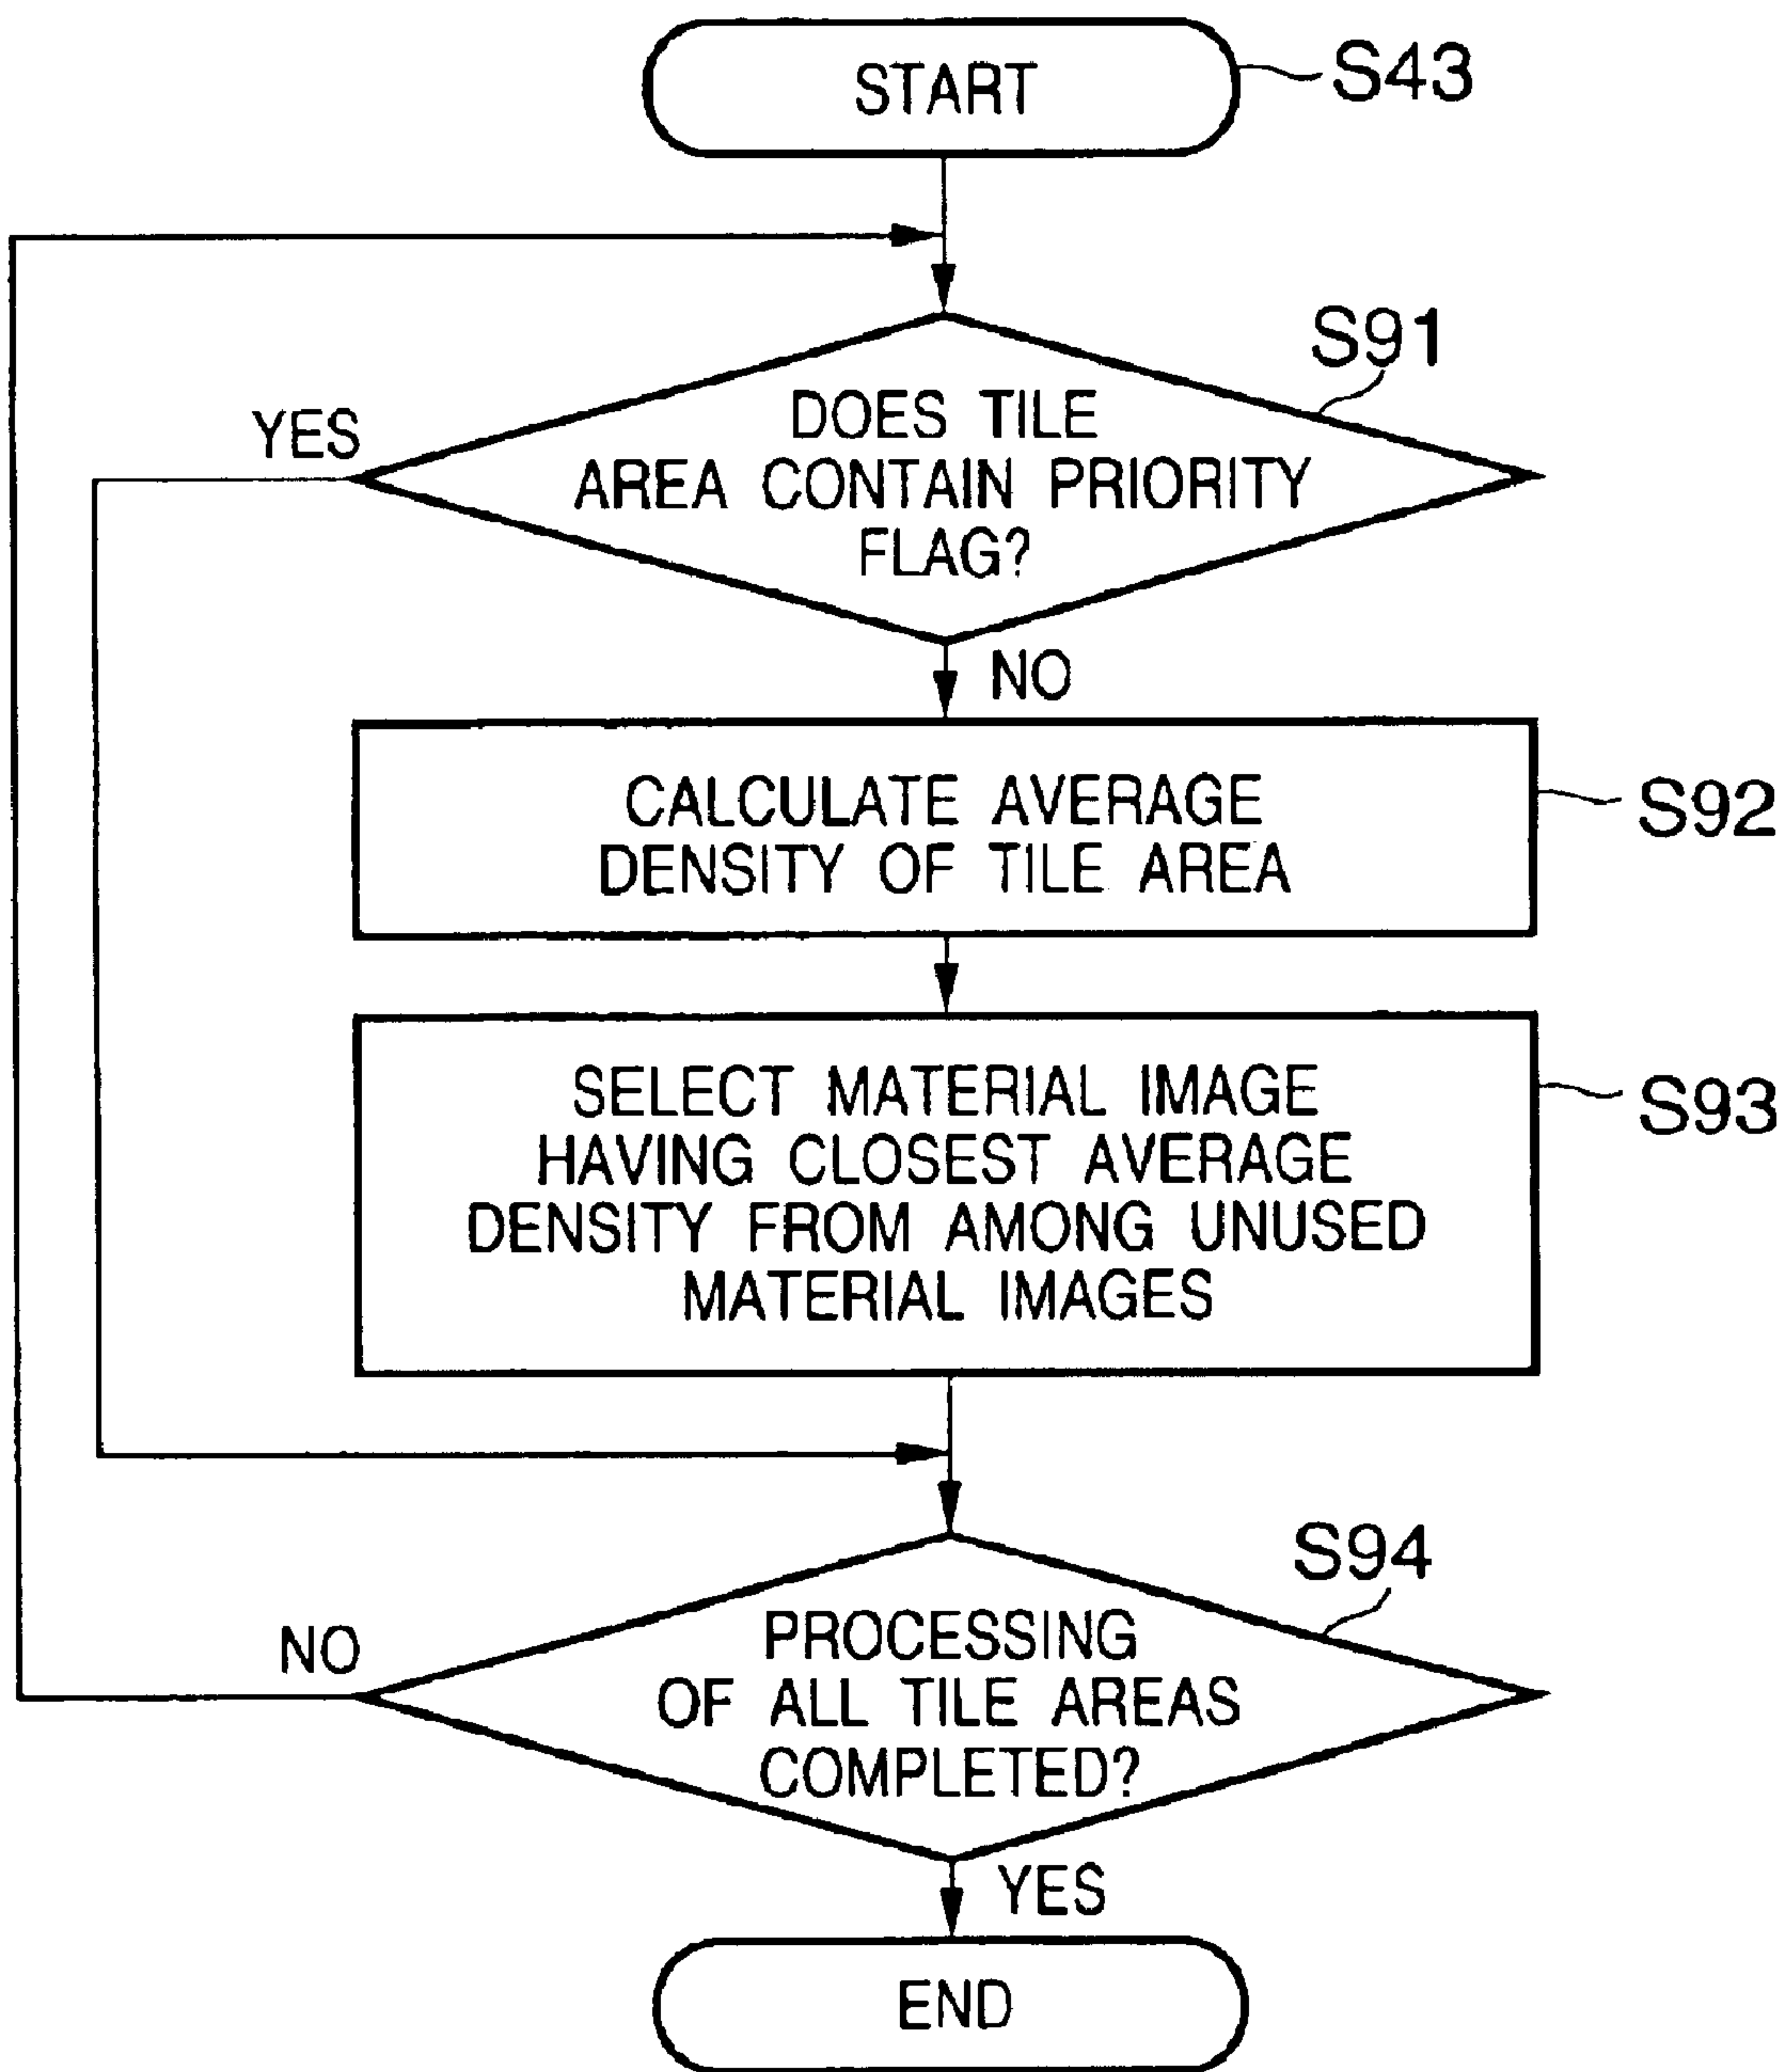 START
S43
S91
DOES TILE
YES
AREA CONTAIN PRIORITY
FLAG?
NO
CALCULATE AVERAGE
S92
DENSITY OF TILE AREA
SELECT MATERIAL IMAGE
S93
HAVING CLOSEST AVERAGE
DENSITY FROM AMONG UNUSED
MATERIAL IMAGES
S94
PROCESSING
NO
OF ALL TILE AREAS
COMPLETED?
YES
END